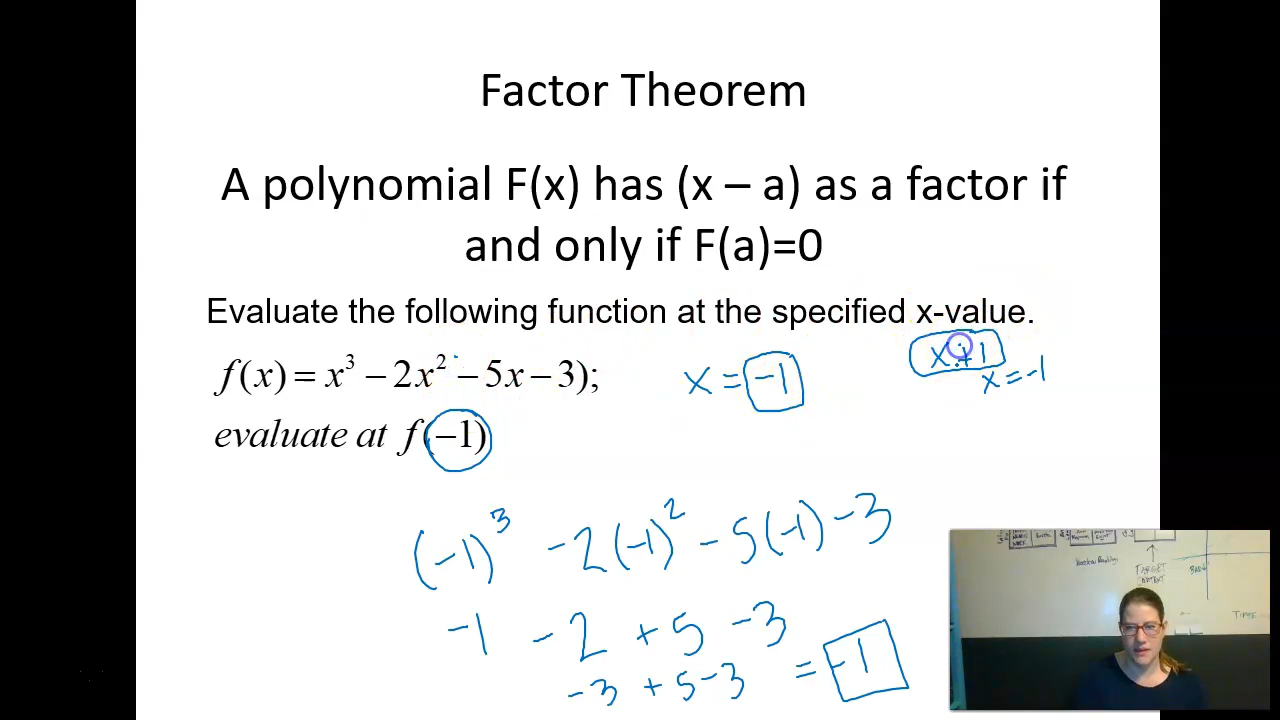 Factor Theorem
A polynomial F(x) has (x – a) as a factor if
and only if F(a)=0
Evaluate the following function at the specified x-value.
f(x) = x³ − 2x² − 5x − 3);
x = -1
x+1
x = -1
evaluate at f(−1)
(-1)³ -2(-1)² - 5(-1) -3
-1 -2 +5 -3
-3 +5-3 = -1
TARGET
TIME